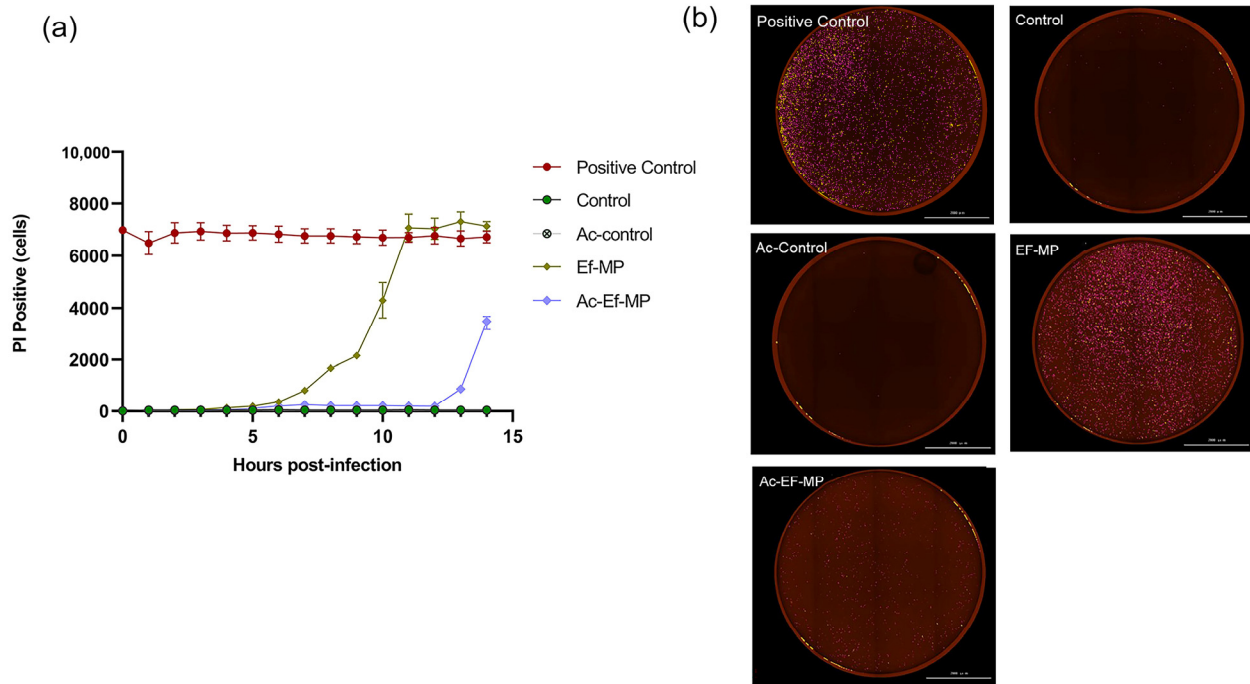 (a)
10,000
8000
6000
4000
2000
0
0
5
10
15
PI Positive (cells)
Hours post-infection
Positive Control
Control
Ac-control
Ef-MP
Ac-Ef-MP
(b)
Positive Control
Control
Ac-Control
EF-MP
Ac-EF-MP